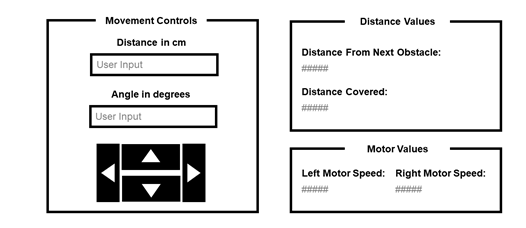 Movement Controls
Distance in cm
User Input
Angle in degrees
User Input
Distance Values
Distance From Next Obstacle:
#####
Distance Covered:
#####
Motor Values
Left Motor Speed: Right Motor Speed:
##### #####